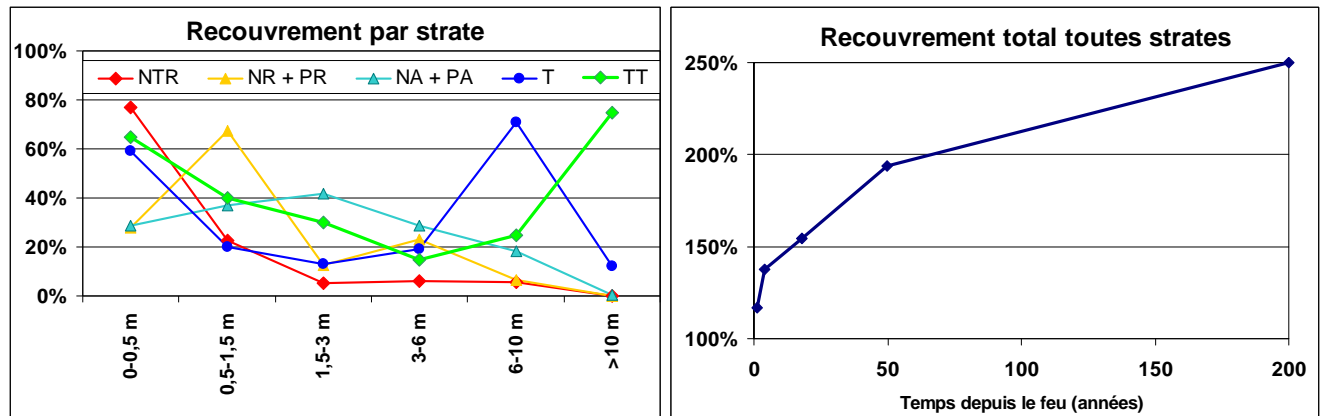 Recouvrement par strate
100%
NTR NR + PR NA + PA T TT
80%
60%
40%
20%
0%
0-0,5 m
0,5-1,5 m
1,5-3 m
3-6 m
6-10 m
>10 m
Recouvrement total toutes strates
250%
200%
150%
100%
0 50 100 150 200
Temps depuis le feu (années)